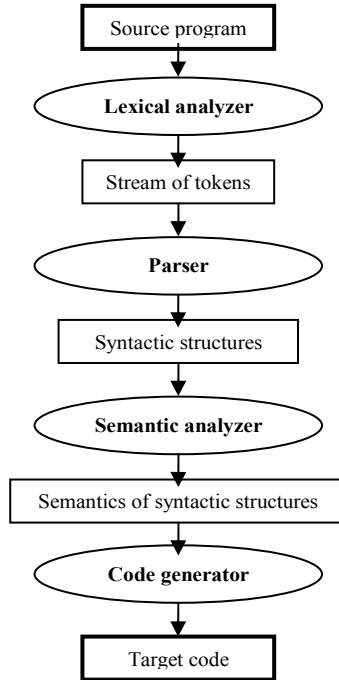 Source program
Lexical analyzer
Stream of tokens
Parser
Syntactic structures
Semantic analyzer
Semantics of syntactic structures
Code generator
Target code